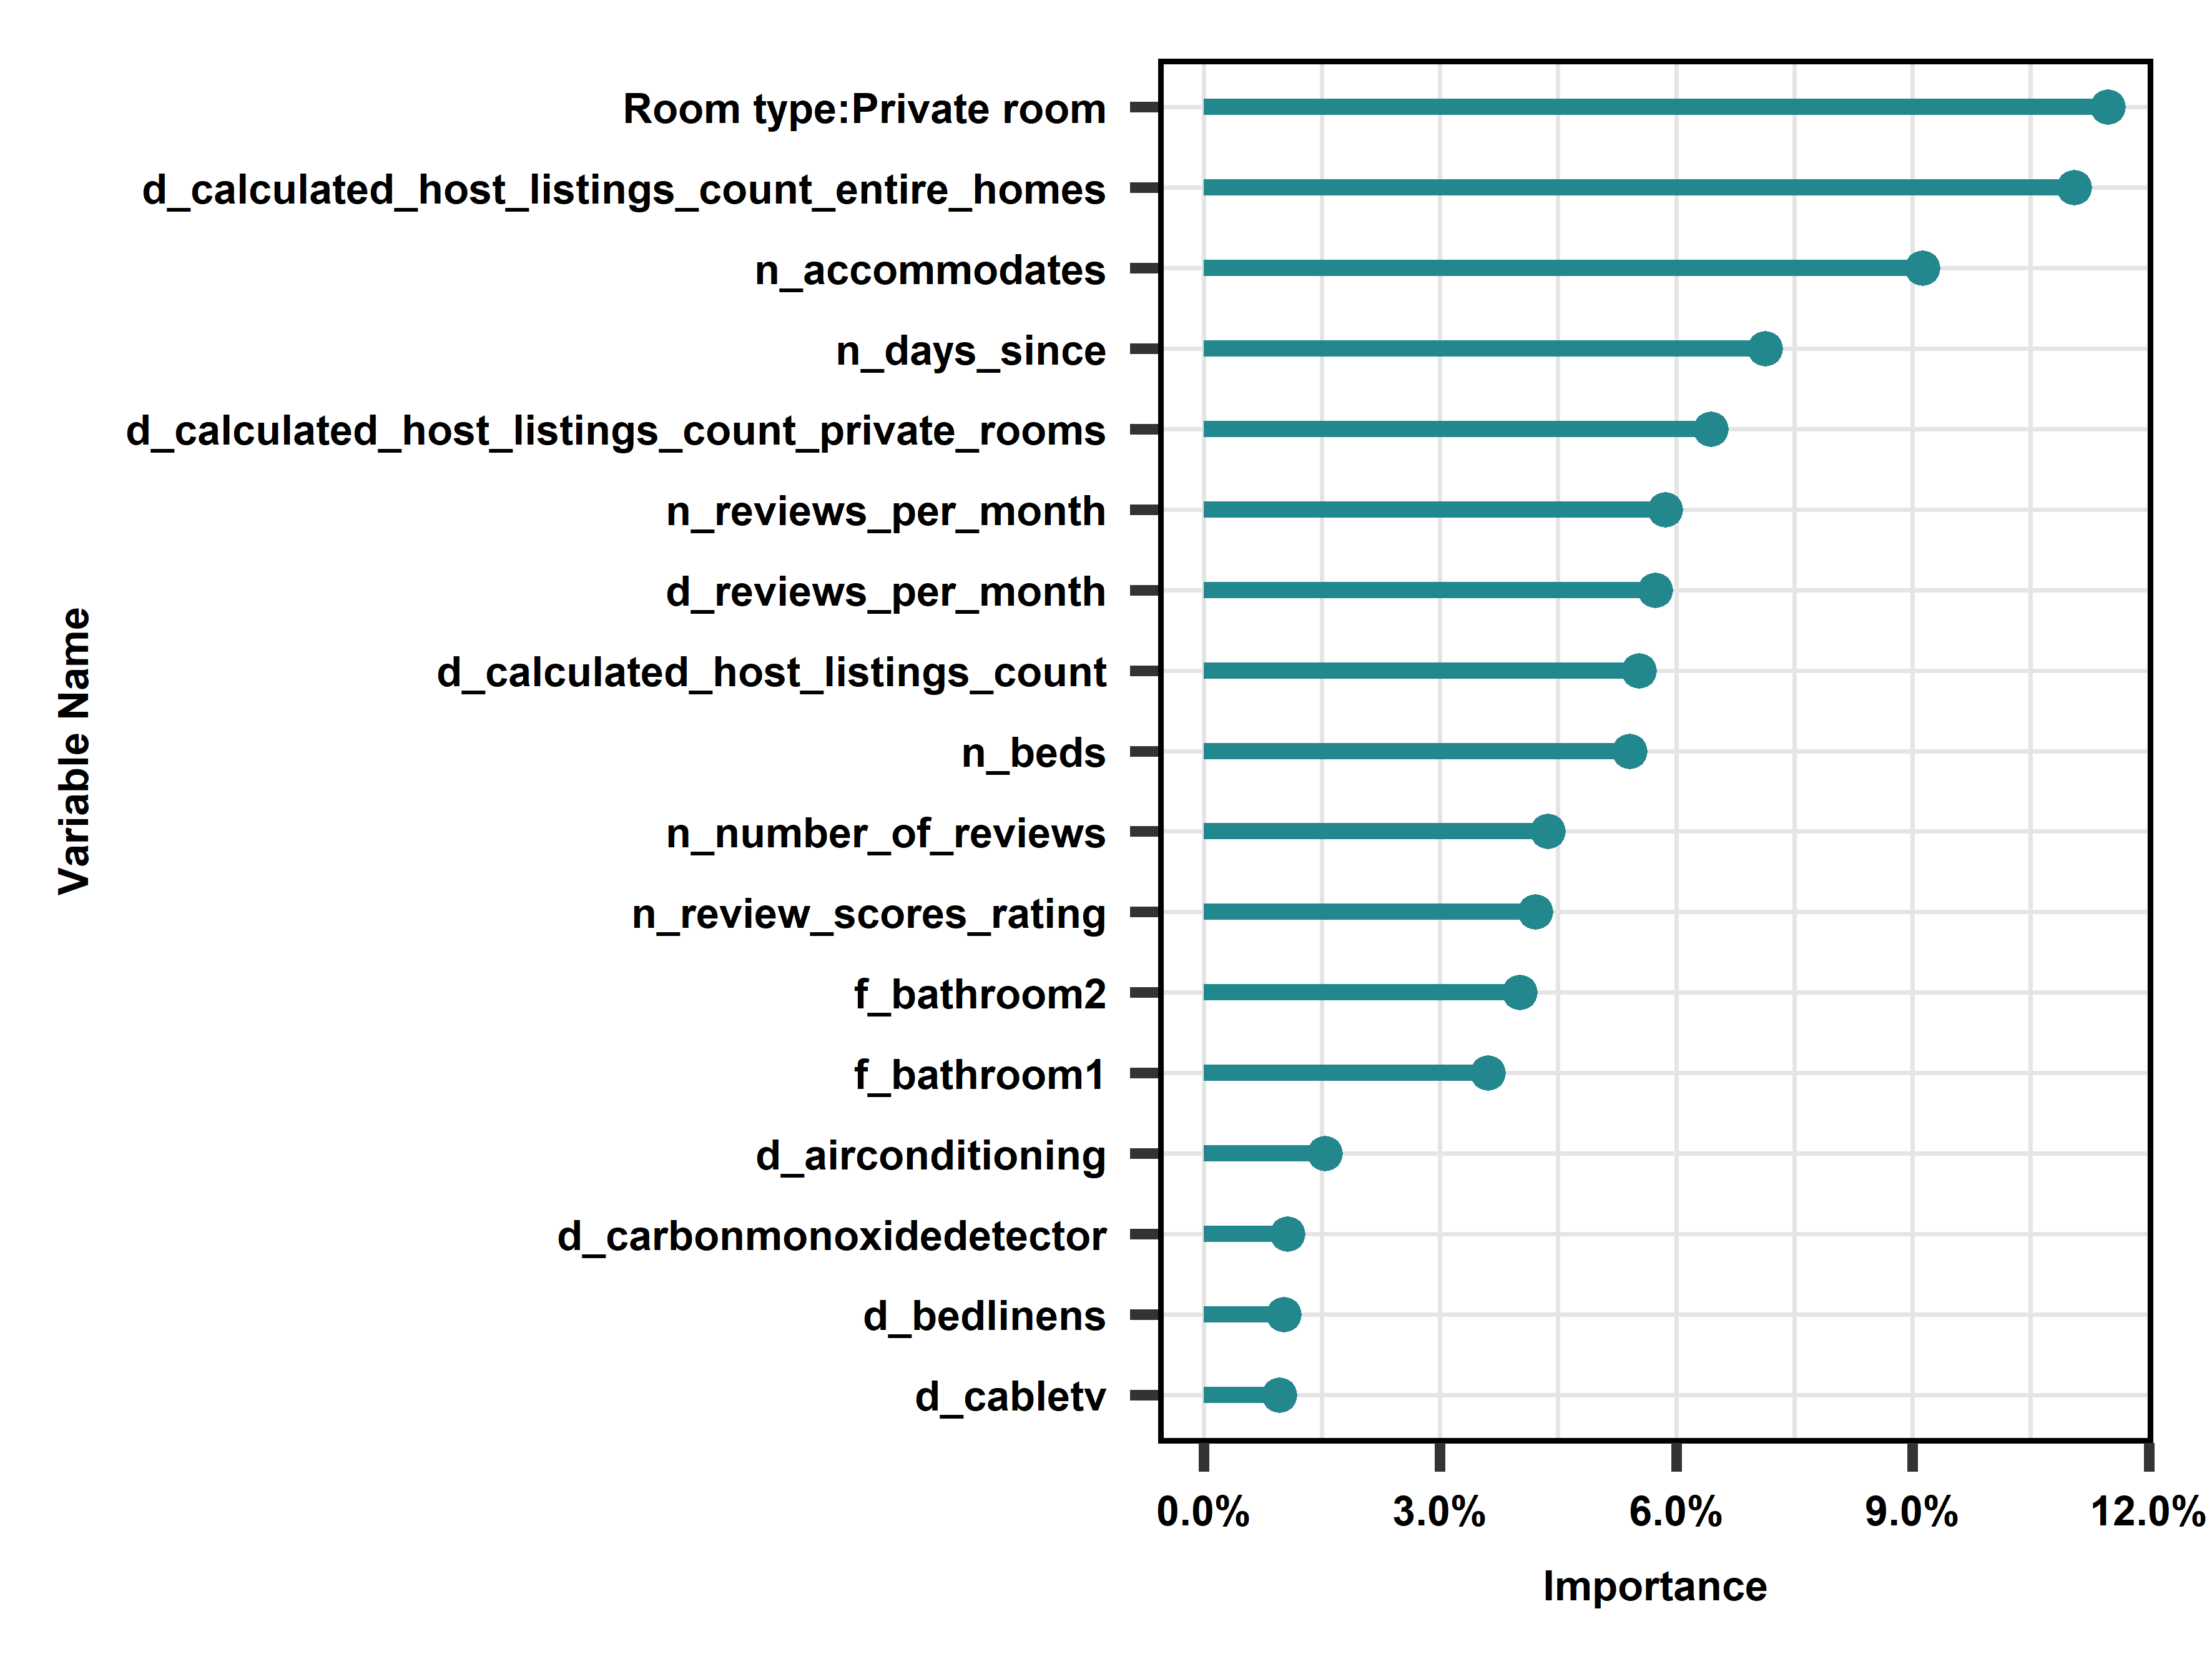 Room type:Private room
d_calculated_host_listings_count_entire_homes
n_accommodates
n_days_since
d_calculated_host_listings_count_private_rooms
n_reviews_per_month
d_reviews_per_month
d_calculated_host_listings_count
n_beds
n_number_of_reviews
n_review_scores_rating
f_bathroom2
f_bathroom1
d_airconditioning
d_carbonmonoxidedetector
d_bedlinens
d_cabletv
Variable Name
0.0% 3.0% 6.0% 9.0% 12.0%
Importance